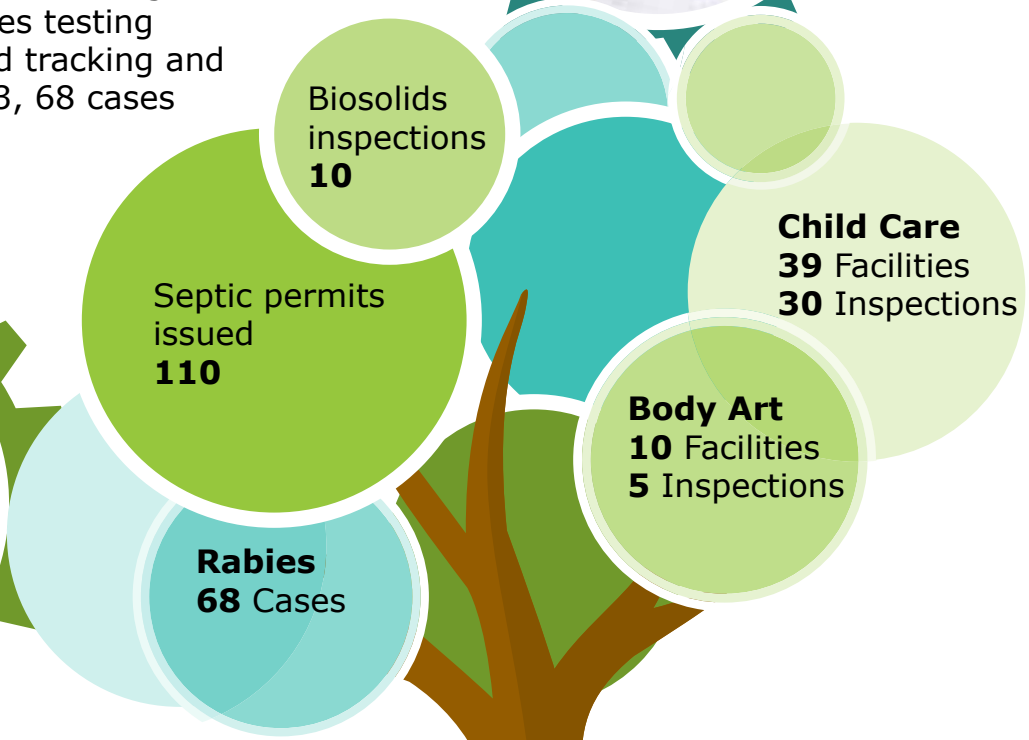 es testing
d tracking and
3, 68 cases
Biosolids
inspections
10
Septic permits
issued
110
Child Care
39 Facilities
30 Inspections
Body Art
10 Facilities
5 Inspections
Rabies
68 Cases